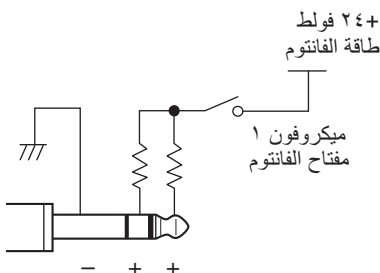 +٢٤ فولط
طاقة الفانتوم
ميكروفون ١
مفتاح الفانتوم
− + +